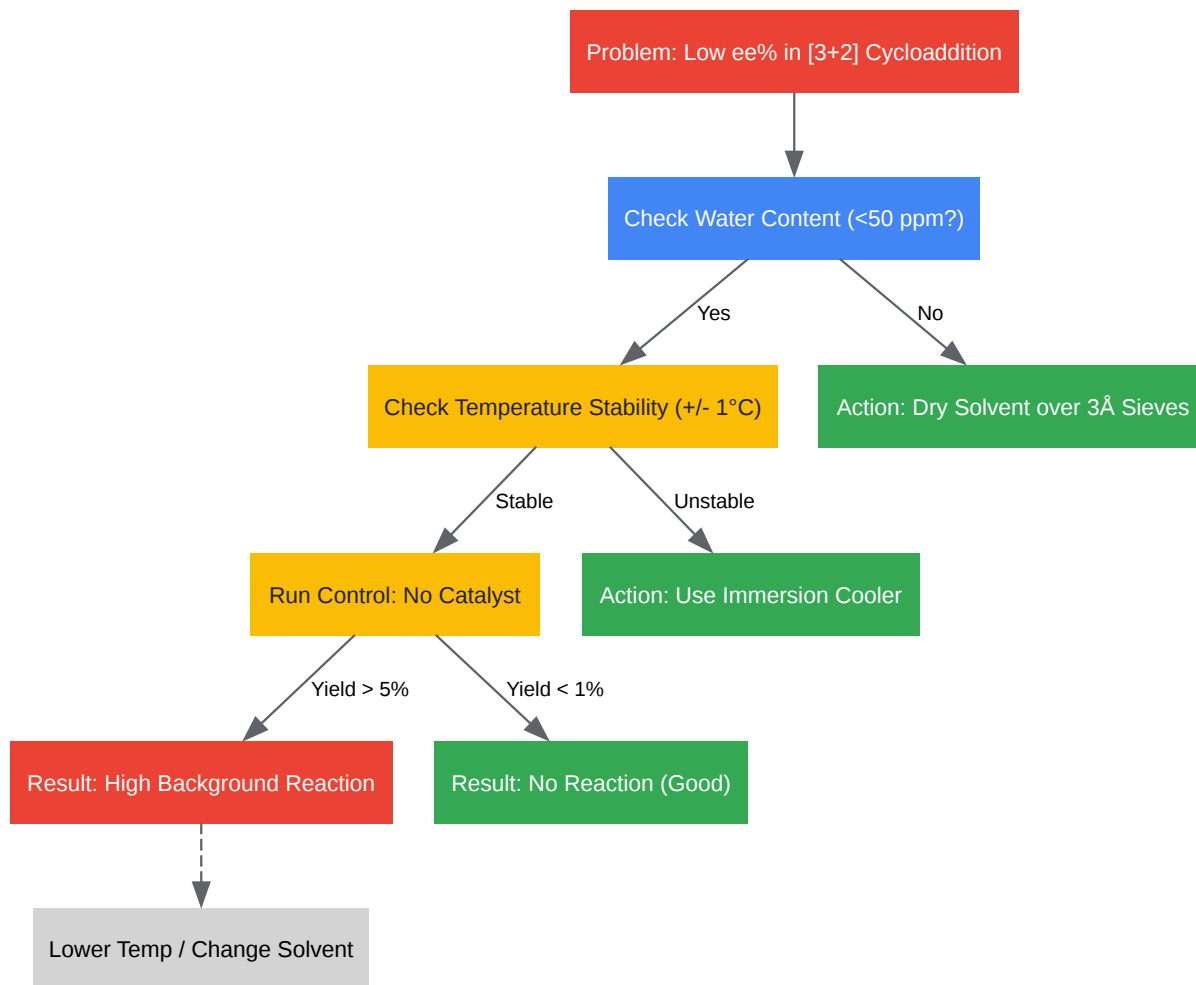 Problem: Low ee% in [3+2] Cycloaddition
Check Water Content (<50 ppm?)
Yes
No
Check Temperature Stability (+/- 1°C)
Action: Dry Solvent over 3Å Sieves
Stable
Unstable
Run Control: No Catalyst
Action: Use Immersion Cooler
Yield > 5%
Yield < 1%
Result: High Background Reaction
Result: No Reaction (Good)
Lower Temp / Change Solvent